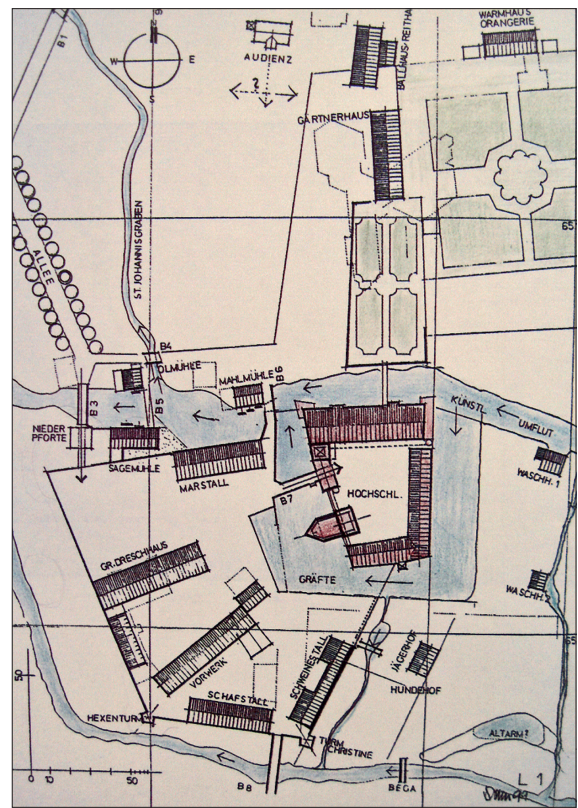 B1
N
W
E
S
AUDIENZ
?
BALLHAUS-REITHA
WARMHAUS
ORANGERIE
GÄRTNERHAUS
ST. JOHANNISGRABEN
ALLEE
65
B4
ÖLMÜHLE
MAHLMÜHLE
B6
B3
B5
NIEDER
PFORTE
SÄGEMÜHLE
MARSTALL
KÜNSTL.
UMFLUT
WASCHH. 1
B7
HOCHSCHL.
GRÄFTE
WASCHH. 2
GR. DRESCHHAUS
VORWERK
SCHAFSTALL
SCHWEINESTALL
JÄGERHOF
HUNDEHOF
HEXENTURM
TURM
CHRISTINE
ALTARM?
50
0
10
50
B8
BEGA
L 1